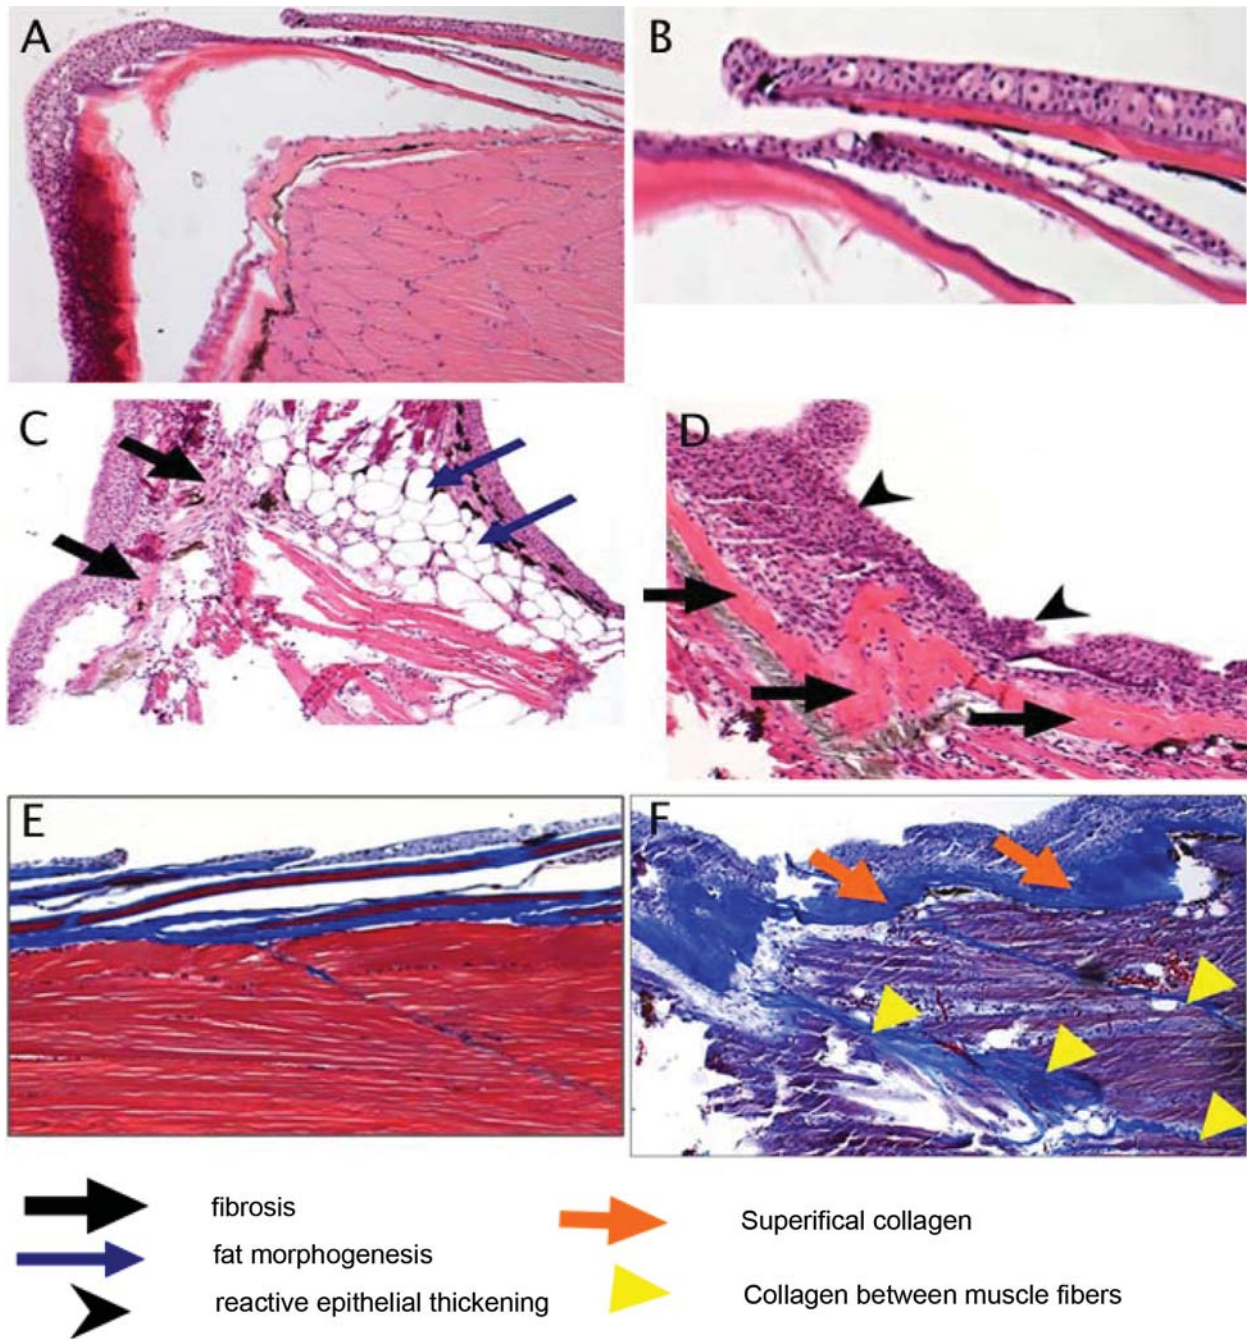 A
B
C
D
E
F
fibrosis
Superifical collagen
fat morphogenesis
reactive epithelial thickening
Collagen between muscle fibers